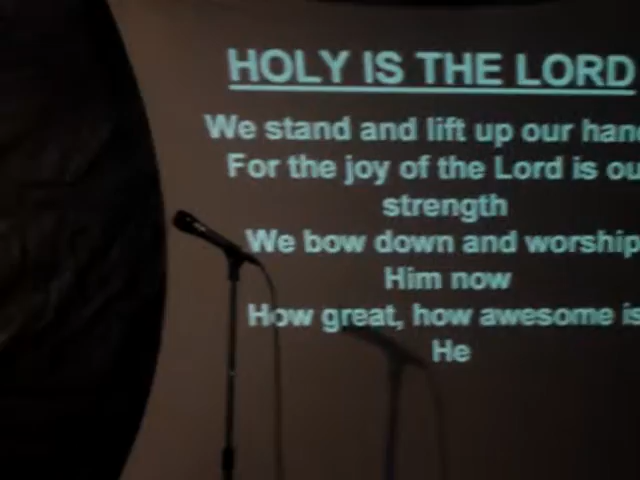 HOLY IS THE LORD
We stand and lift up our han
For the joy of the Lord is ou
strength
We bow down and worship
Him now
How great, how awesome is
He